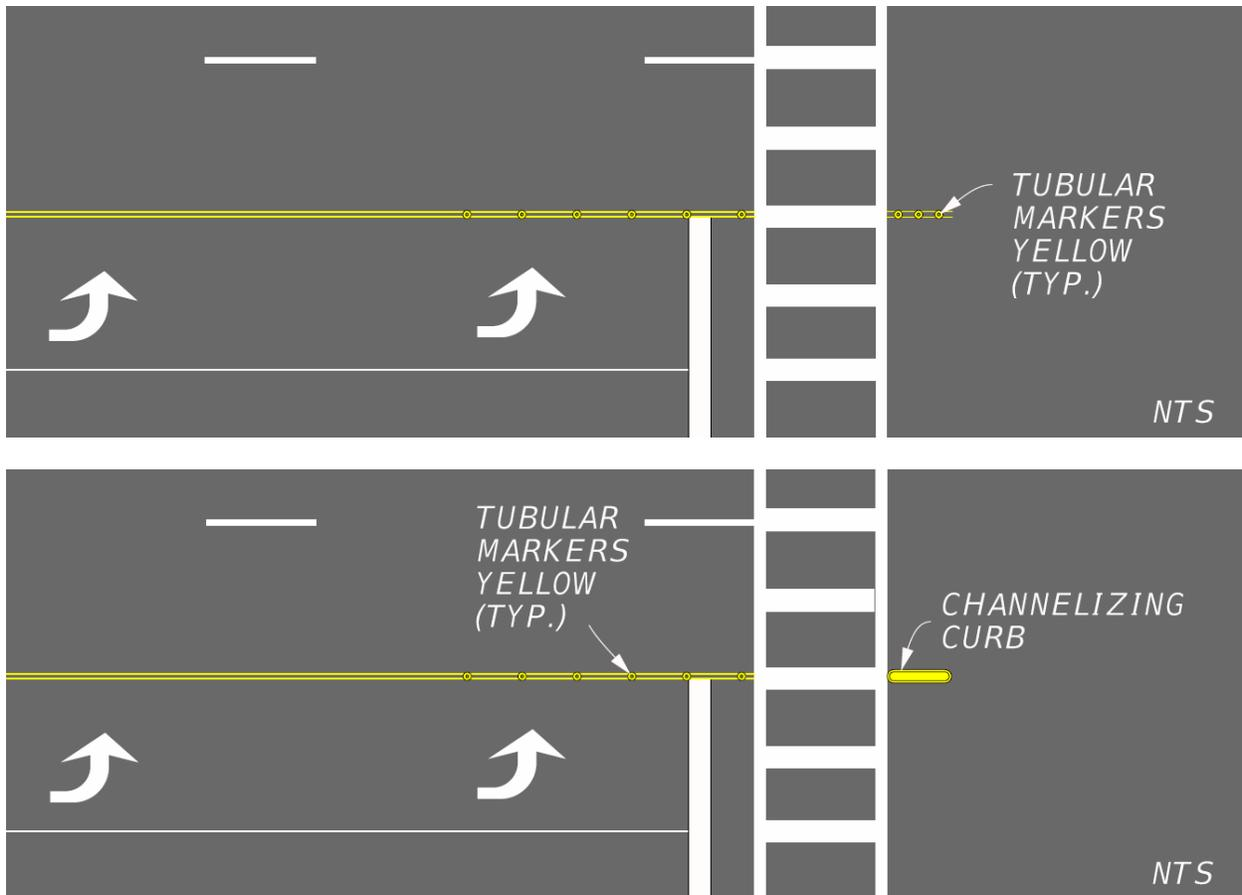 TUBULAR
MARKERS
YELLOW
(TYP.)
NTS
TUBULAR
MARKERS
YELLOW
(TYP.)
CHANNELIZING
CURB
NTS